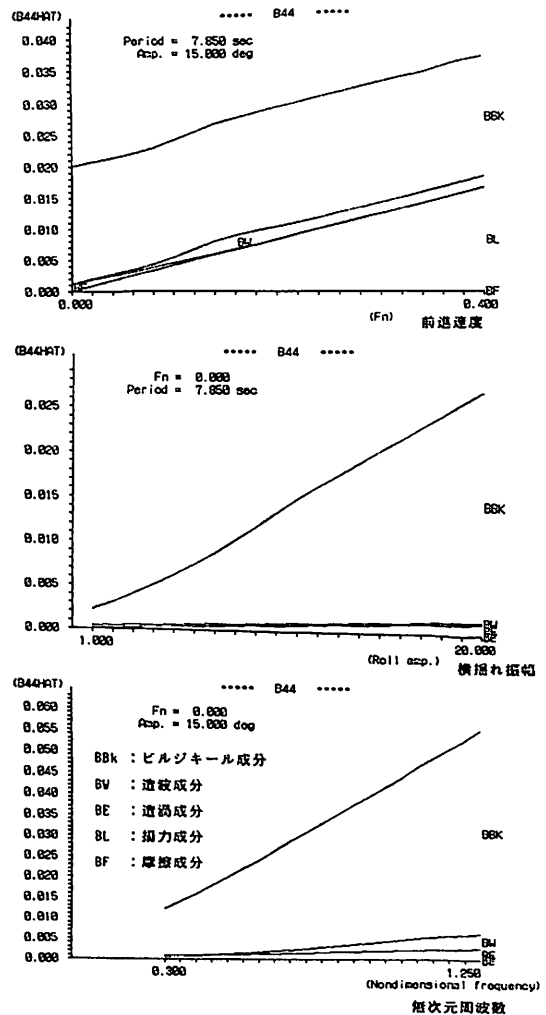 (B44HAT)
••••• B44 •••••
Period = 7.850 sec
Amp. = 15.000 deg
0.040
0.035
0.030
0.025
0.020
0.015
0.010
0.005
0.000
BBK
BW
BL
BF
0.000
0.400
(Fn)
前進速度
(B44HAT)
••••• B44 •••••
Fn = 0.000
Period = 7.850 sec
0.025
0.020
0.015
0.010
0.005
0.000
BBK
BW
1.000
20.000
(Roll amp.)
横揺れ振幅
(B44HAT)
••••• B44 •••••
Fn = 0.000
Amp. = 15.000 deg
0.060
0.055
0.050
0.045
0.040
0.035
0.030
0.025
0.020
0.015
0.010
0.005
0.000
BBk :ビルジキール成分
BW :造波成分
BE :造渦成分
BL :揚力成分
BF :摩擦成分
BBK
BW
0.300
1.250
(Nondimensional frequency)
無次元周波数